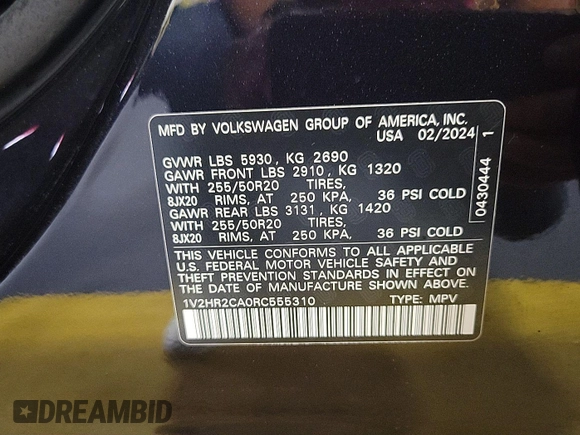 MFD BY VOLKSWAGEN GROUP OF AMERICA, INC.
USA 02/2024
GVWR LBS 5930, KG 2690
GAWR FRONT LBS 2910, KG 1320
WITH 255/50R20 TIRES,
8JX20 RIMS, AT 250 KPA, 36 PSI COLD
GAWR REAR LBS 3131, KG 1420
WITH 255/50R20 TIRES,
8JX20 RIMS, AT 250 KPA, 36 PSI COLD
THIS VEHICLE CONFORMS TO ALL APPLICABLE
U.S. FEDERAL MOTOR VEHICLE SAFETY AND
THEFT PREVENTION STANDARDS IN EFFECT ON
THE DATE OF MANUFACTURE SHOWN ABOVE.
1V2HR2CA0RC555310 TYPE: MPV
0430444 1
DREAMBID